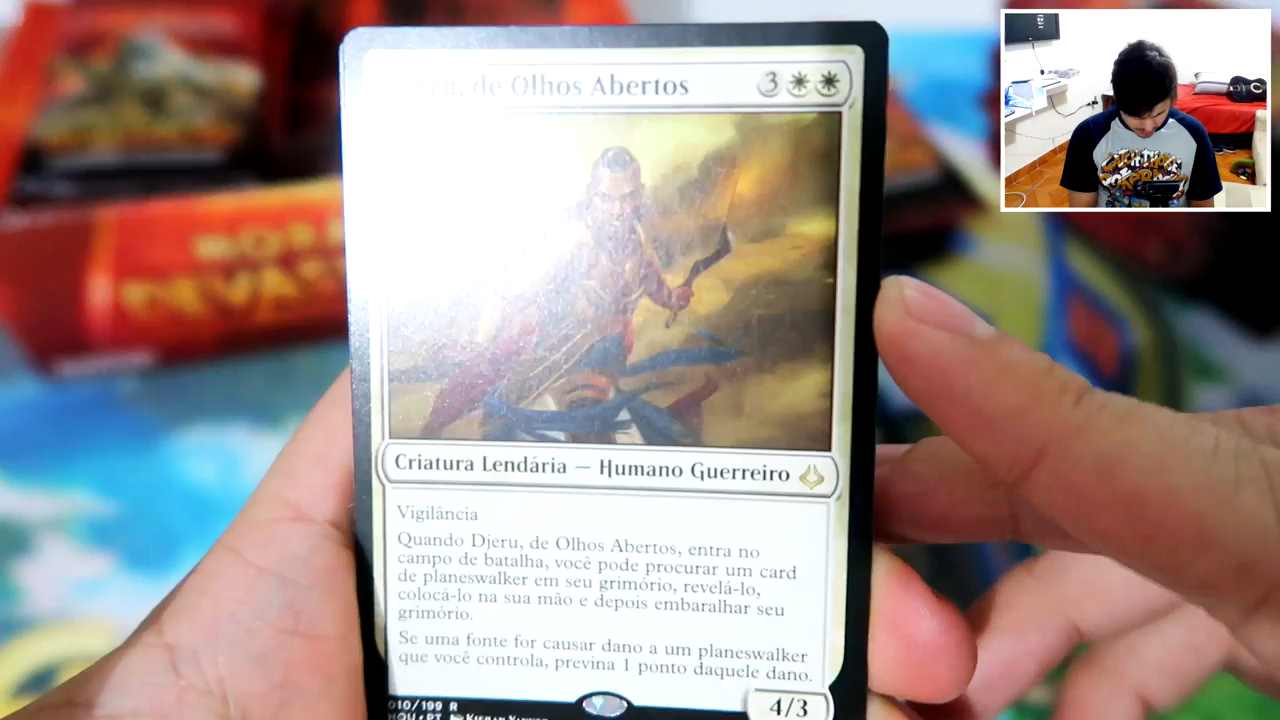 de Olhos Abertos 3
Criatura Lendária — Humano Guerreiro
Vigilância
Quando Djeru, de Olhos Abertos, entra no
campo de batalha, você pode procurar um card
de planeswalker em seu grimório, revelá-lo,
colocá-lo na sua mão e depois embaralhar seu
grimório.
Se uma fonte for causar dano a um planeswalker
que você controla, previna 1 ponto daquele dano.
010/199 R
4/3
HOU • PT